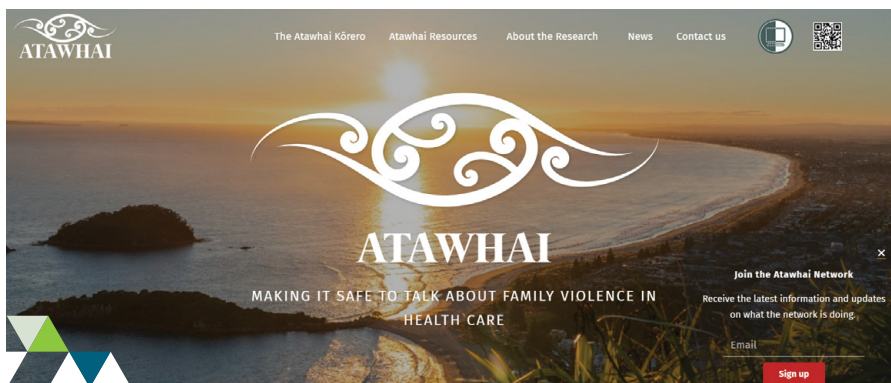 ATAWHAI
The Atawhai Kōrero Atawhai Resources About the Research News Contact us
ATAWHAI
MAKING IT SAFE TO TALK ABOUT FAMILY VIOLENCE IN
HEALTH CARE
×
Join the Atawhai Network
Receive the latest information and updates
on what the network is doing.
Email
Sign up